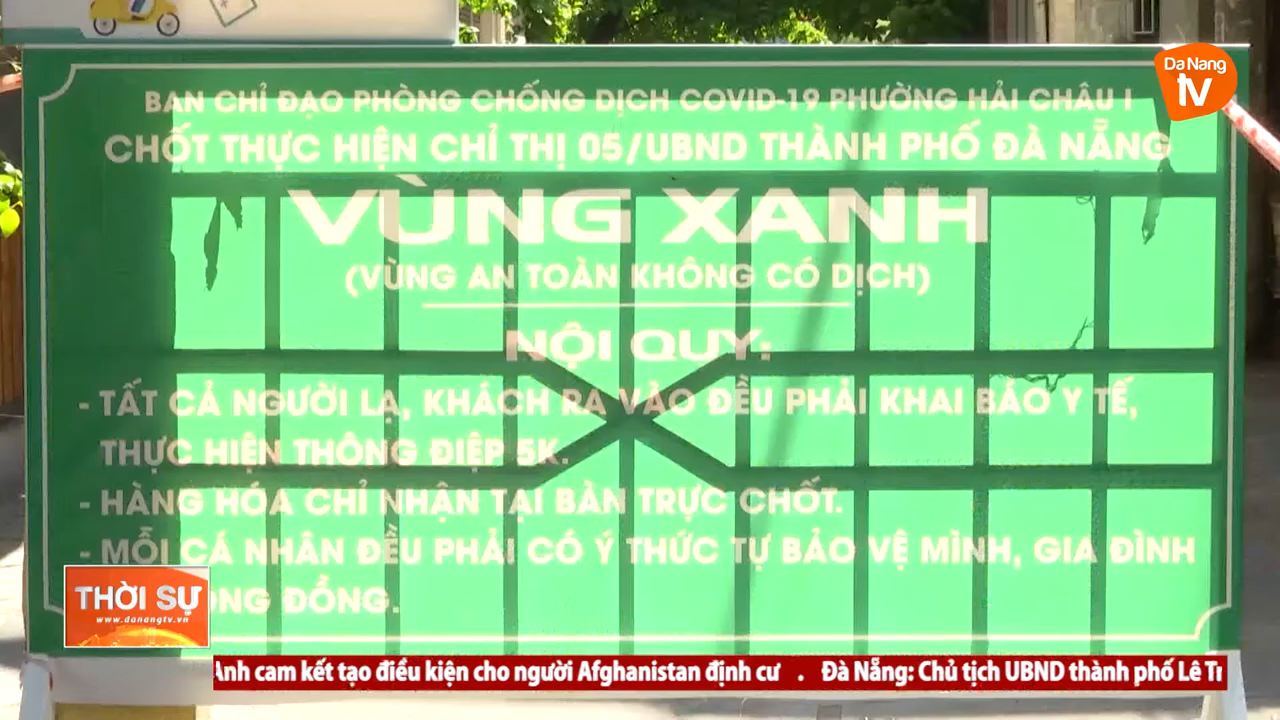 Da Nang
tv
BAN CHỈ ĐẠO PHÒNG CHỐNG DỊCH COVID-19 PHƯỜNG HẢI CHÂU I
CHỐT THỰC HIỆN CHỈ THỊ 05/UBND THÀNH PHỐ ĐÀ NẴNG
VÙNG XANH
(VÙNG AN TOÀN KHÔNG CÓ DỊCH)
NỘI QUY:
- TẤT CẢ NGƯỜI LẠ, KHÁCH RA VÀO ĐỀU PHẢI KHAI BÁO Y TẾ,
THỰC HIỆN THÔNG ĐIỆP 5K.
- HÀNG HÓA CHỈ NHẬN TẠI BÀN TRỰC CHỐT.
- MỖI CÁ NHÂN ĐỀU PHẢI CÓ Ý THỨC TỰ BẢO VỆ MÌNH, GIA ĐÌNH
ĐỒNG.
THỜI SỰ
www.danangtv.vn
Anh cam kết tạo điều kiện cho người Afghanistan định cư . Đà Nẵng: Chủ tịch UBND thành phố Lê